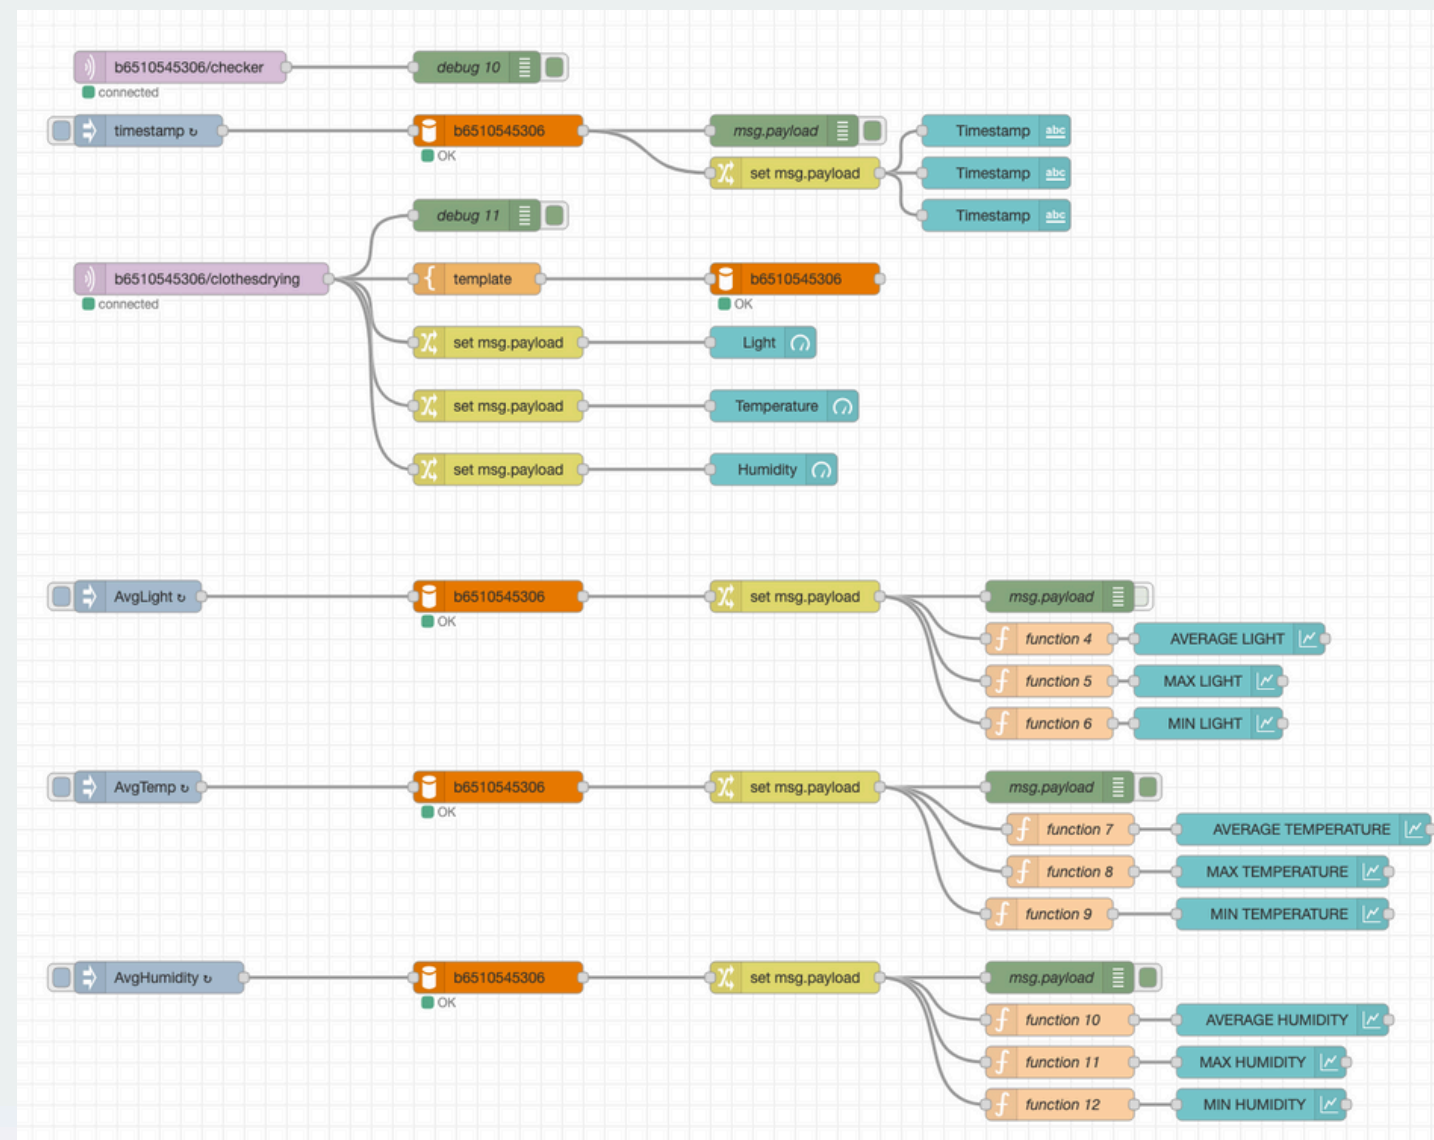 b6510545306/checker
debug 10
connected
timestamp ↻
b6510545306
msg.payload
Timestamp
abc
OK
set msg.payload
Timestamp
abc
debug 11
Timestamp
abc
b6510545306/clothesdrying
template
b6510545306
connected
OK
set msg.payload
Light
set msg.payload
Temperature
set msg.payload
Humidity
AvgLight ↻
b6510545306
set msg.payload
msg.payload
OK
function 4
AVERAGE LIGHT
function 5
MAX LIGHT
function 6
MIN LIGHT
AvgTemp ↻
b6510545306
set msg.payload
msg.payload
OK
function 7
AVERAGE TEMPERATURE
function 8
MAX TEMPERATURE
function 9
MIN TEMPERATURE
AvgHumidity ↻
b6510545306
set msg.payload
msg.payload
OK
function 10
AVERAGE HUMIDITY
function 11
MAX HUMIDITY
function 12
MIN HUMIDITY